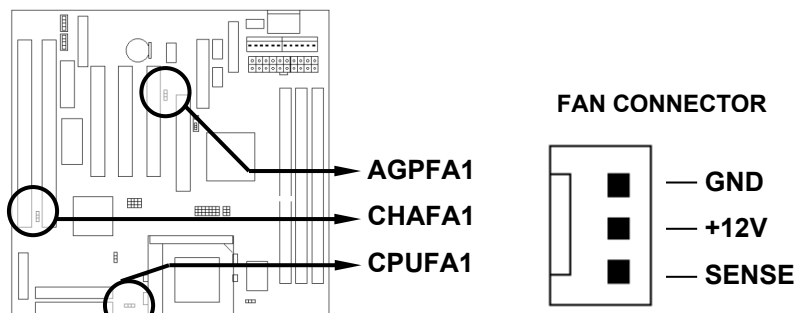 FAN CONNECTOR
AGPFA1
CHAFA1
CPUFA1
GND
+12V
SENSE